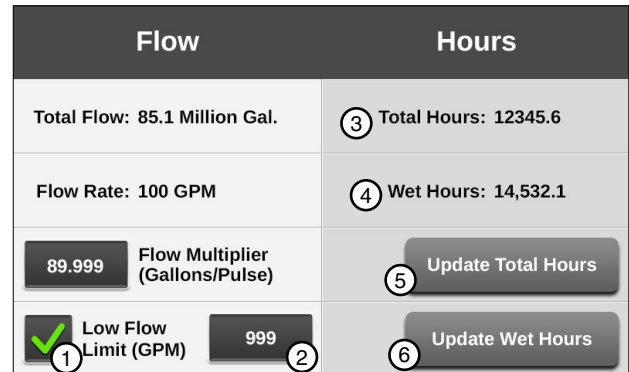 Flow
Hours
Total Flow: 85.1 Million Gal.
3 Total Hours: 12345.6
Flow Rate: 100 GPM
4 Wet Hours: 14,532.1
89.999
Flow Multiplier
(Gallons/Pulse)
5 Update Total Hours
1 Low Flow
Limit (GPM)
999
2
6 Update Wet Hours